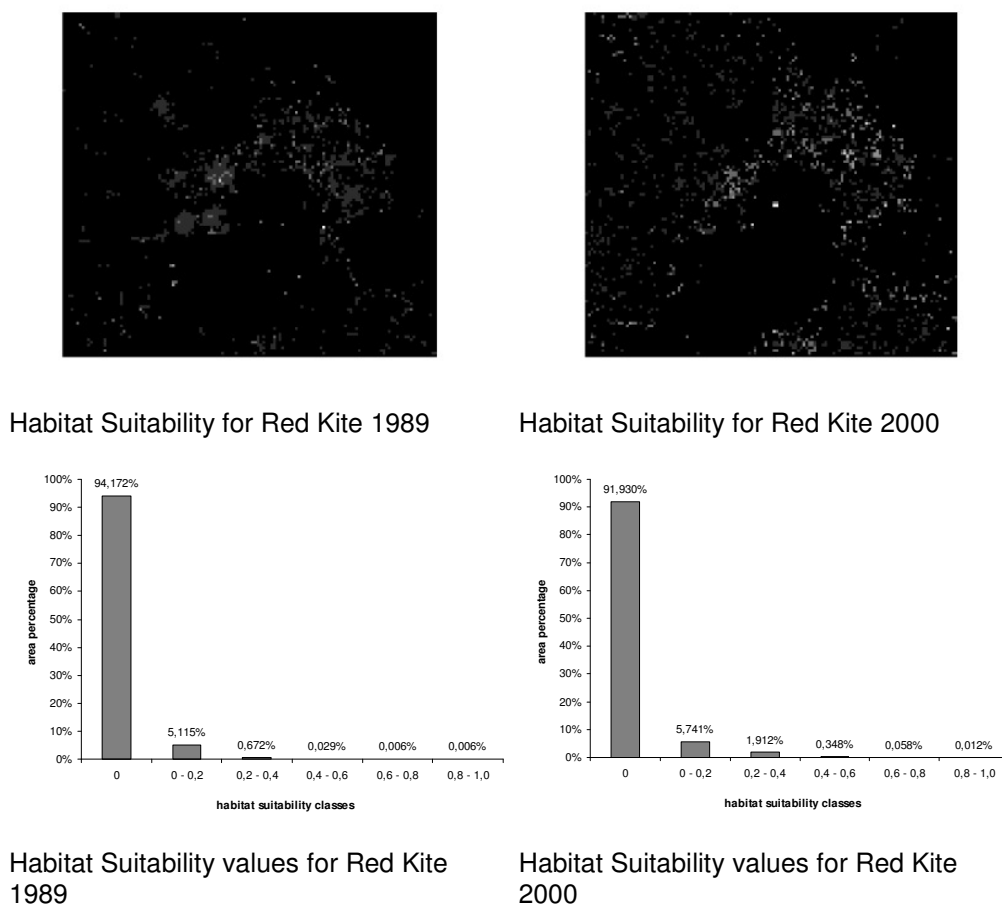 Habitat Suitability for Red Kite 1989
Habitat Suitability for Red Kite 2000
100%
90%
80%
70%
60%
50%
40%
30%
20%
10%
0%
area percentage
94,172%
5,115%
0,672%
0,029%
0,006%
0,006%
0
0 - 0,2
0,2 - 0,4
0,4 - 0,6
0,6 - 0,8
0,8 - 1,0
habitat suitability classes
100%
90%
80%
70%
60%
50%
40%
30%
20%
10%
0%
area percentage
91,930%
5,741%
1,912%
0,348%
0,058%
0,012%
0
0 - 0,2
0,2 - 0,4
0,4 - 0,6
0,6 - 0,8
0,8 - 1,0
habitat suitability classes
Habitat Suitability values for Red Kite
1989
Habitat Suitability values for Red Kite
2000